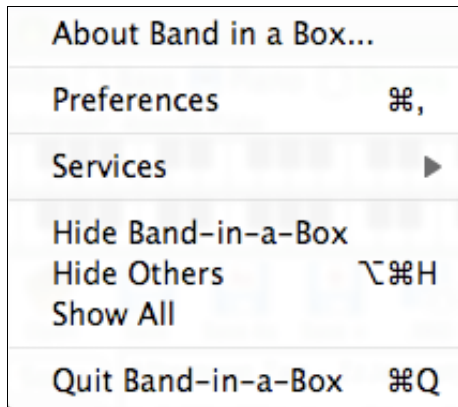 About Band in a Box...
Preferences ⌘,
Services ▶
Hide Band-in-a-Box
Hide Others ⌥⌘H
Show All
Quit Band-in-a-Box ⌘Q